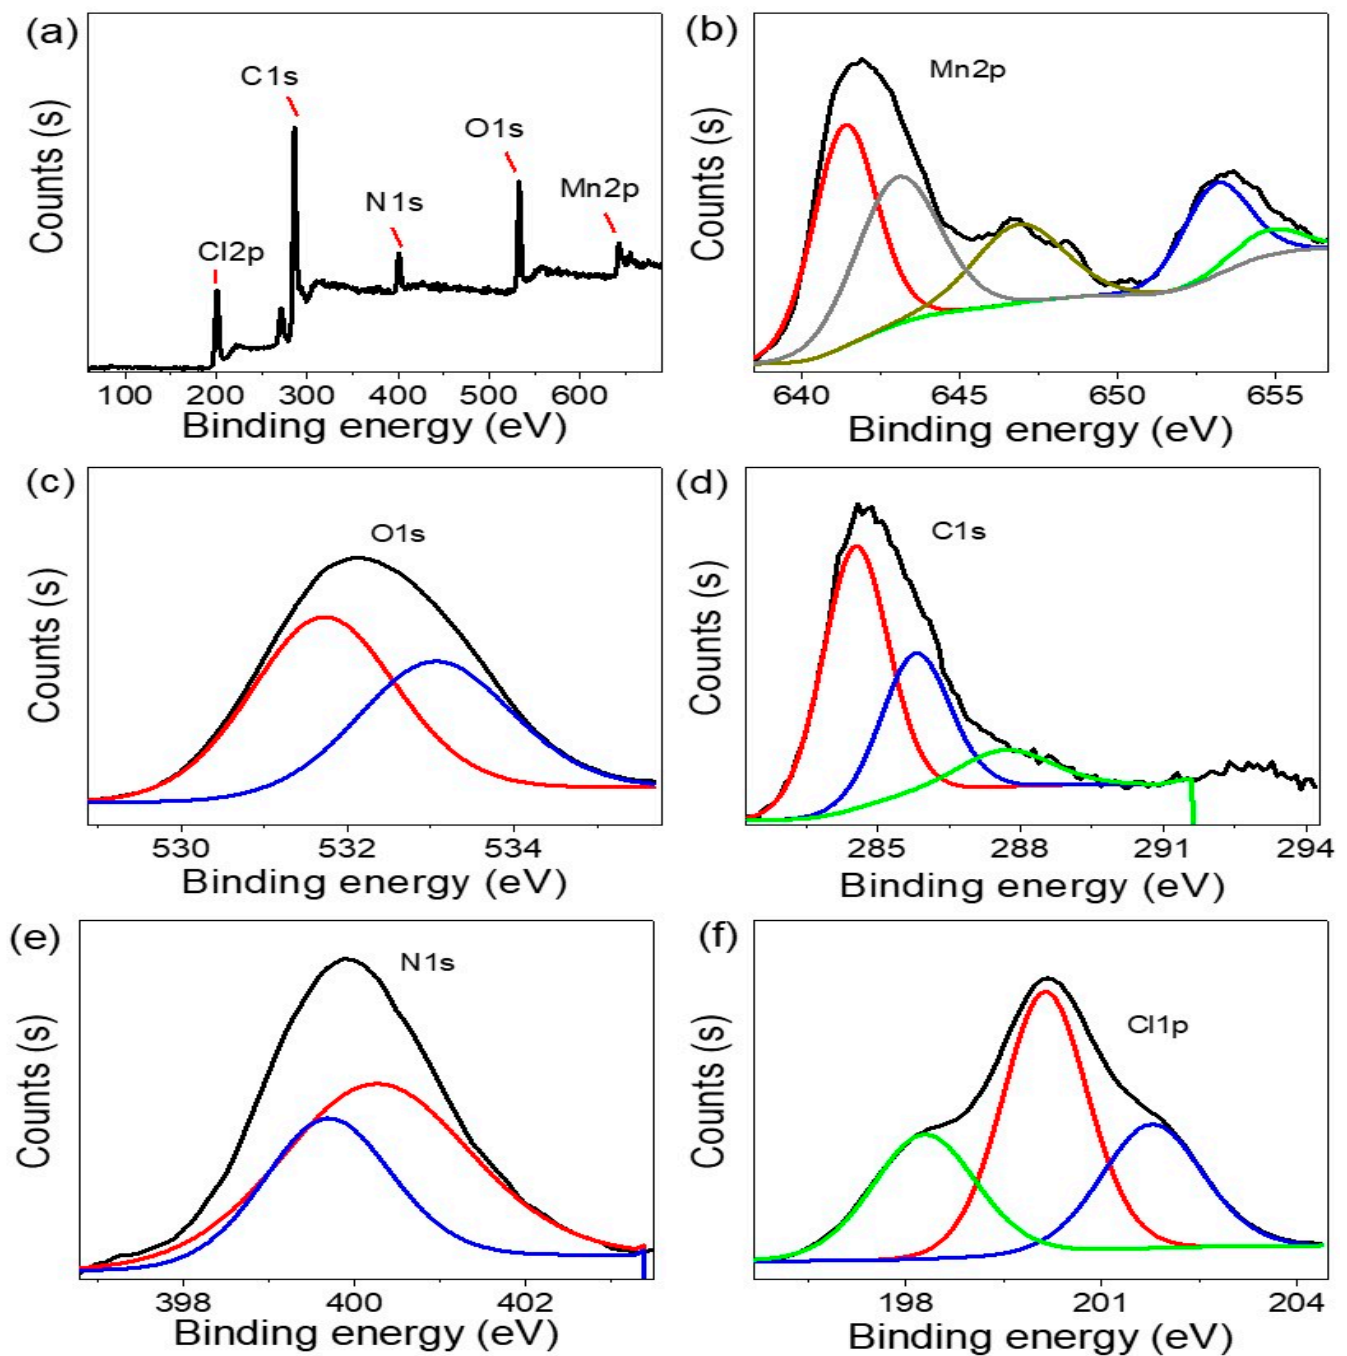 (a)
Counts (s)
C1s
Cl2p
N1s
O1s
Mn2p
100 200 300 400 500 600
Binding energy (eV)
(b)
Counts (s)
Mn2p
640 645 650 655
Binding energy (eV)
(c)
Counts (s)
O1s
530 532 534
Binding energy (eV)
(d)
Counts (s)
C1s
285 288 291 294
Binding energy (eV)
(e)
Counts (s)
N1s
398 400 402
Binding energy (eV)
(f)
Counts (s)
Cl1p
198 201 204
Binding energy (eV)